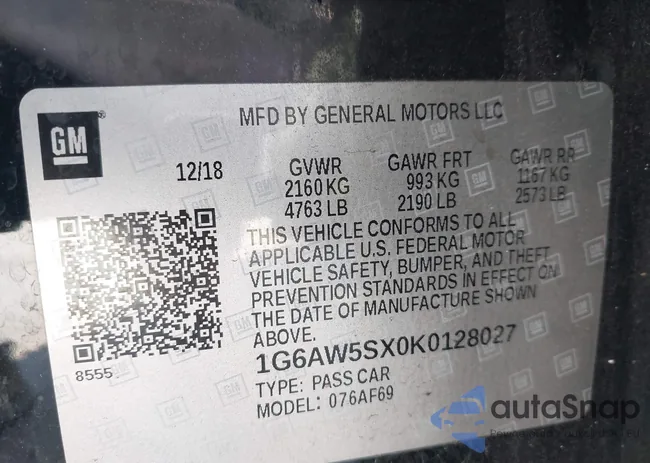 MFD BY GENERAL MOTORS LLC
GM
12/18 GVWR GAWR FRT GAWR RR
2160 KG 993 KG 1167 KG
4763 LB 2190 LB 2573 LB
THIS VEHICLE CONFORMS TO ALL
APPLICABLE U.S. FEDERAL MOTOR
VEHICLE SAFETY, BUMPER, AND THEFT
PREVENTION STANDARDS IN EFFECT ON
THE DATE OF MANUFACTURE SHOWN
ABOVE.
8555
1G6AW5SX0K0128027
TYPE: PASS CAR
MODEL: 076AF69
autaSnap